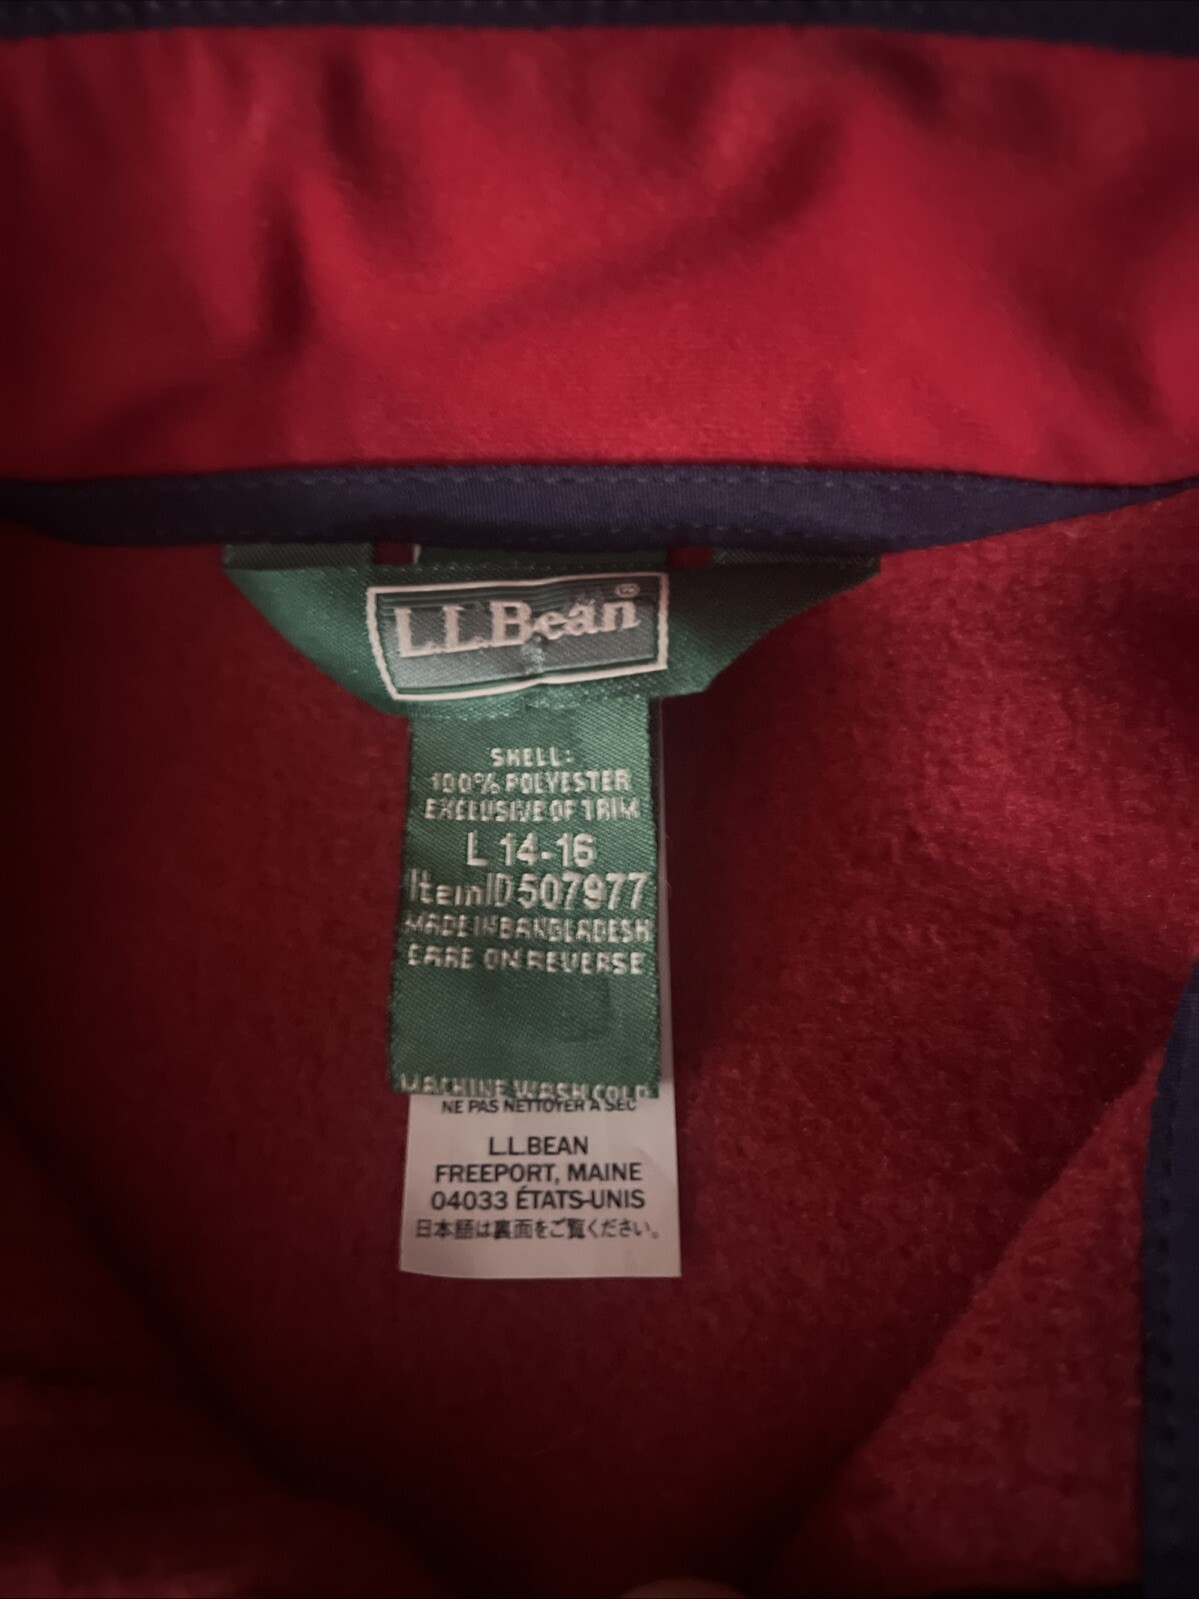 L.L.Bean®
SHELL:
100% POLYESTER
EXCLUSIVE OF TRIM
L 14-16
ItemID 507977
MADE IN BANGLADESH
CARE ON REVERSE
MACHINE WASH COLD
NE PAS NETTOYER À SEC
L.L.BEAN
FREEPORT, MAINE
04033 ÉTATS-UNIS
日本語は裏面をご覧ください。